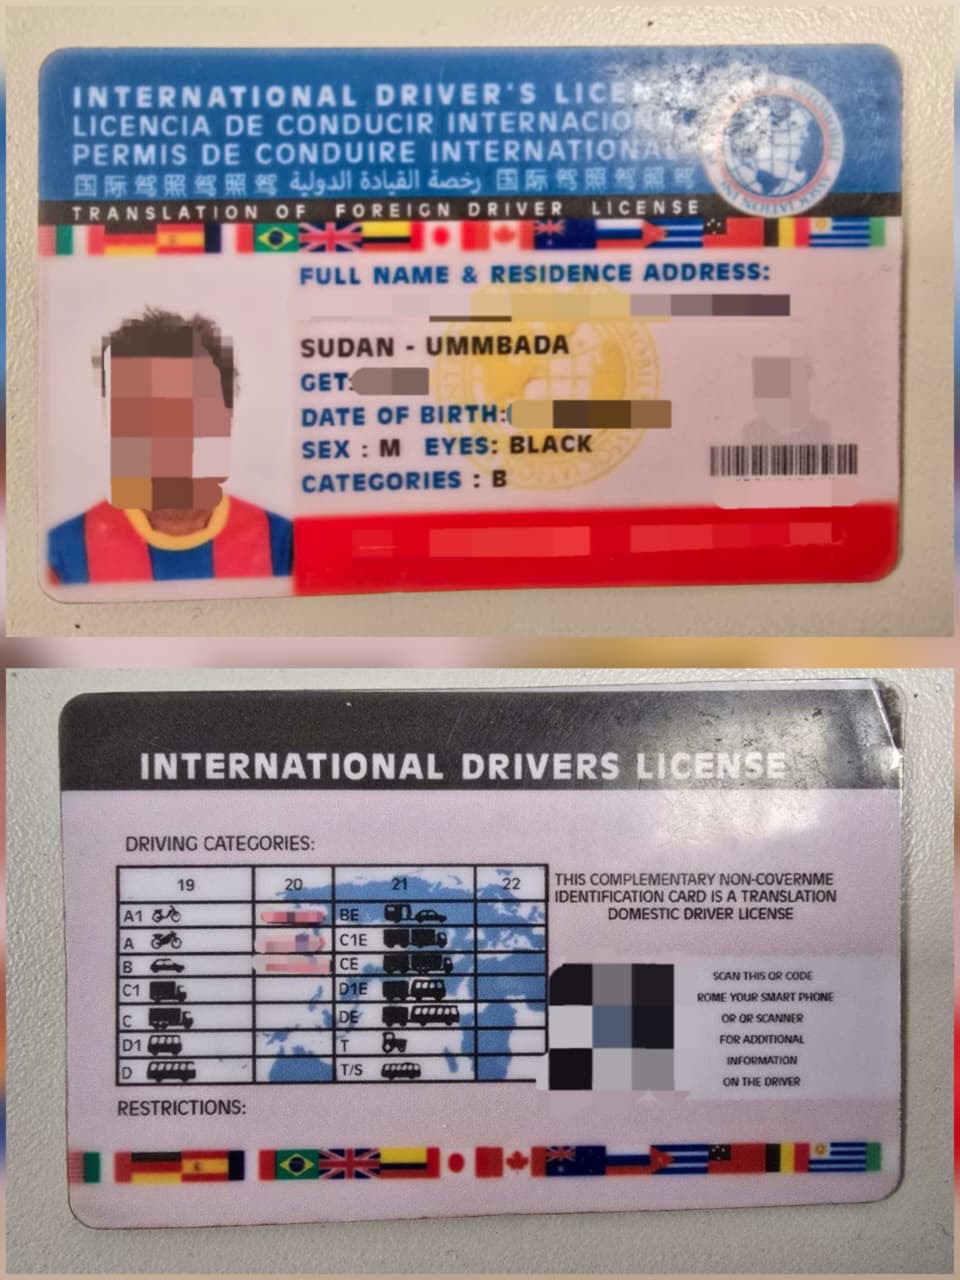 INTERNATIONAL DRIVER'S LICEN
LICENCIA DE CONDUCIR INTERNACIONA
PERMIS DE CONDUIRE INTERNATIONAL
国际驾照驾照驾 رخصة القيادة الدولية 国际驾照驾照驾
TRANSLATION OF FOREIGN DRIVER LICENSE
FULL NAME & RESIDENCE ADDRESS:
SUDAN - UMMBADA
GET:
DATE OF BIRTH:
SEX : M EYES: BLACK
CATEGORIES : B
INTERNATIONAL DRIVERS LICENSE
DRIVING CATEGORIES:
19 20 21 22
A1 BE
A C1E
B CE
C1 D1E
C DE
D1 T
D T/S
RESTRICTIONS:
THIS COMPLEMENTARY NON-COVERNME
IDENTIFICATION CARD IS A TRANSLATION
DOMESTIC DRIVER LICENSE
SCAN THIS QR CODE
ROME YOUR SMART PHONE
OR QR SCANNER
FOR ADDITIONAL
INFORMATION
ON THE DRIVER